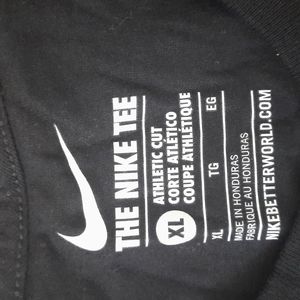 THE NIKE TEE
ATHLETIC CUT
CORTE ATLÉTICO
COUPE ATHLÉTIQUE
XL
XL TG EG
MADE IN HONDURAS
FABRIQUE AU HONDURAS
NIKEBETTERWORLD.COM